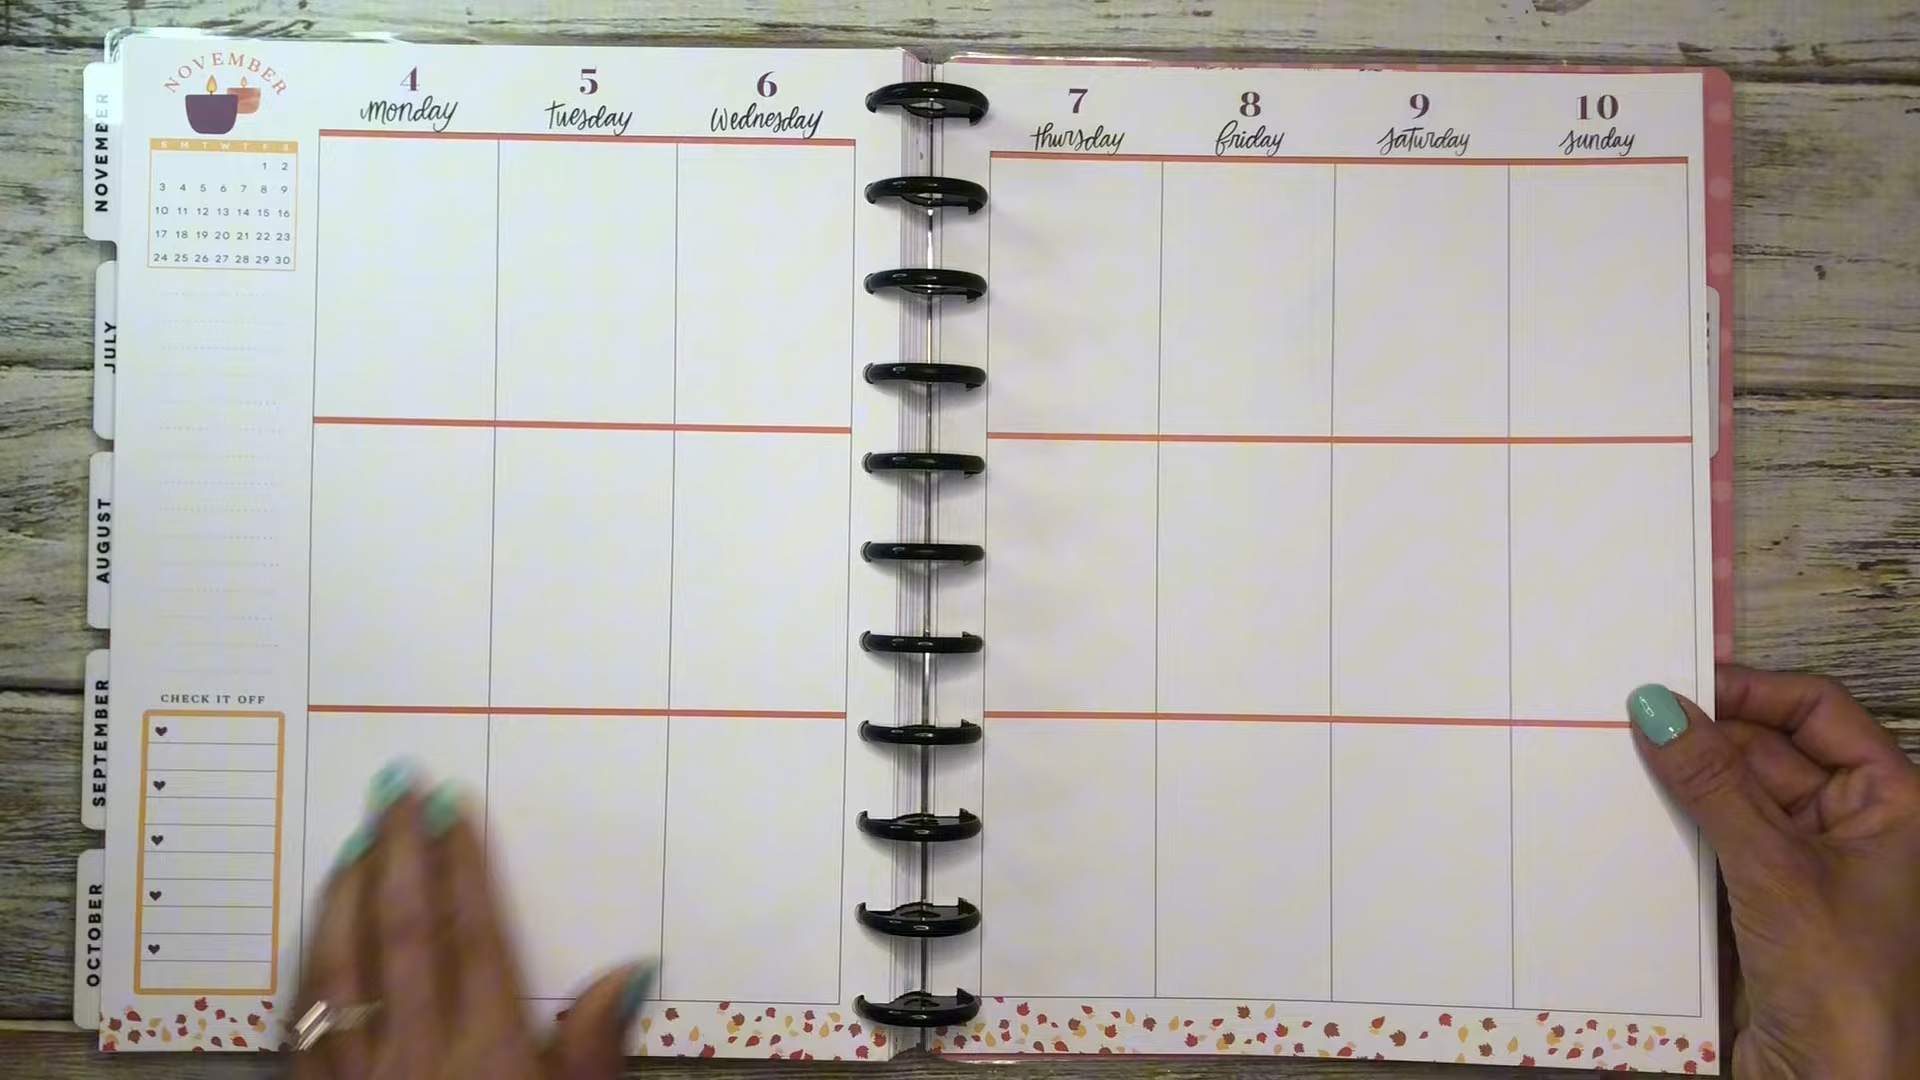 NOVEMBER
4
monday
5
tuesday
6
wednesday
7
thursday
8
friday
9
saturday
10
sunday
S M T W T F S
1 2
3 4 5 6 7 8 9
10 11 12 13 14 15 16
17 18 19 20 21 22 23
24 25 26 27 28 29 30
CHECK IT OFF
NOVEMBER
JULY
AUGUST
SEPTEMBER
OCTOBER